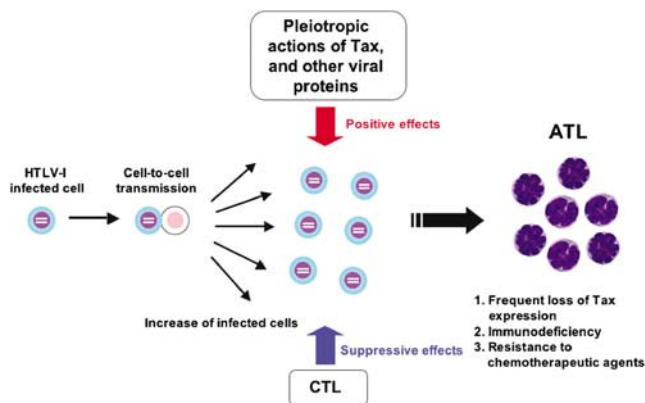 Pleiotropic
actions of Tax,
and other viral
proteins
Positive effects
ATL
HTLV-I
infected cell
Cell-to-cell
transmission
Increase of infected cells
Suppressive effects
CTL
1. Frequent loss of Tax
expression
2. Immunodeficiency
3. Resistance to
chemotherapeutic agents